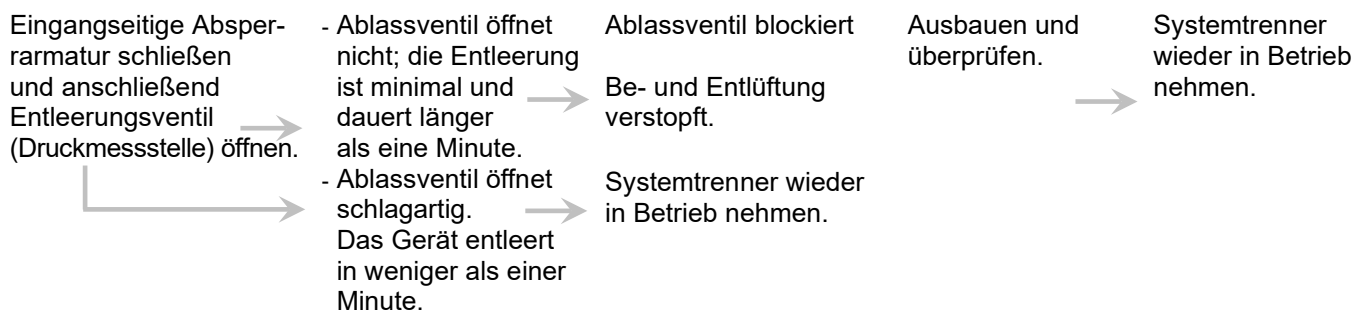 Eingangseitige Absper-
rarmatur schließen
und anschließend
Entleerungsventil
(Druckmessstelle) öffnen.
- Ablassventil öffnet
nicht; die Entleerung
ist minimal und
dauert länger
als eine Minute.
- Ablassventil öffnet
schlagartig.
Das Gerät entleert
in weniger als einer
Minute.
Ablassventil blockiert
Be- und Entlüftung
verstopft.
Systemtrenner wieder
in Betrieb nehmen.
Ausbauen und
überprüfen.
Systemtrenner
wieder in Betrieb
nehmen.